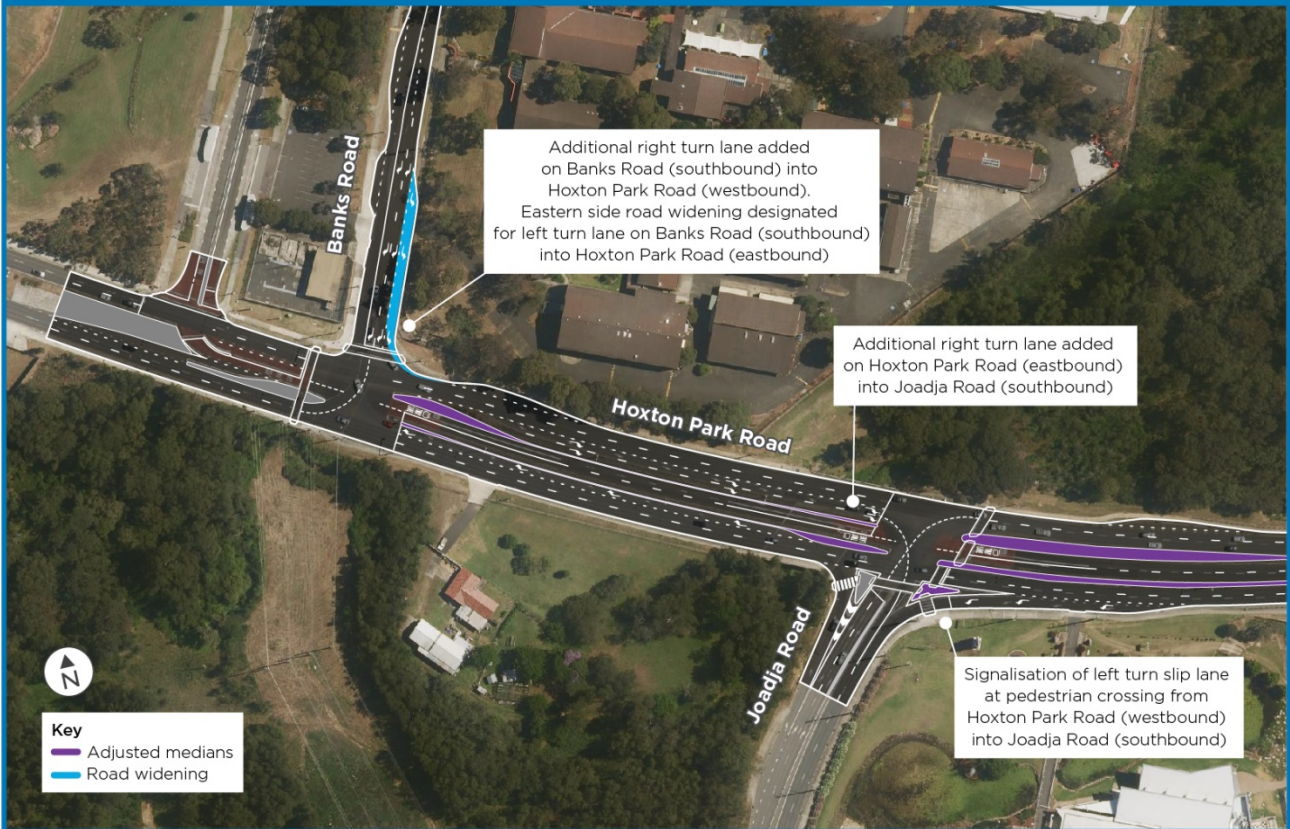 Banks Road
Additional right turn lane added
on Banks Road (southbound) into
Hoxton Park Road (westbound).
Eastern side road widening designated
for left turn lane on Banks Road (southbound)
into Hoxton Park Road (eastbound)
Additional right turn lane added
on Hoxton Park Road (eastbound)
into Joadja Road (southbound)
Hoxton Park Road
Joadja Road
Signalisation of left turn slip lane
at pedestrian crossing from
Hoxton Park Road (westbound)
into Joadja Road (southbound)
N
Key
Adjusted medians
Road widening